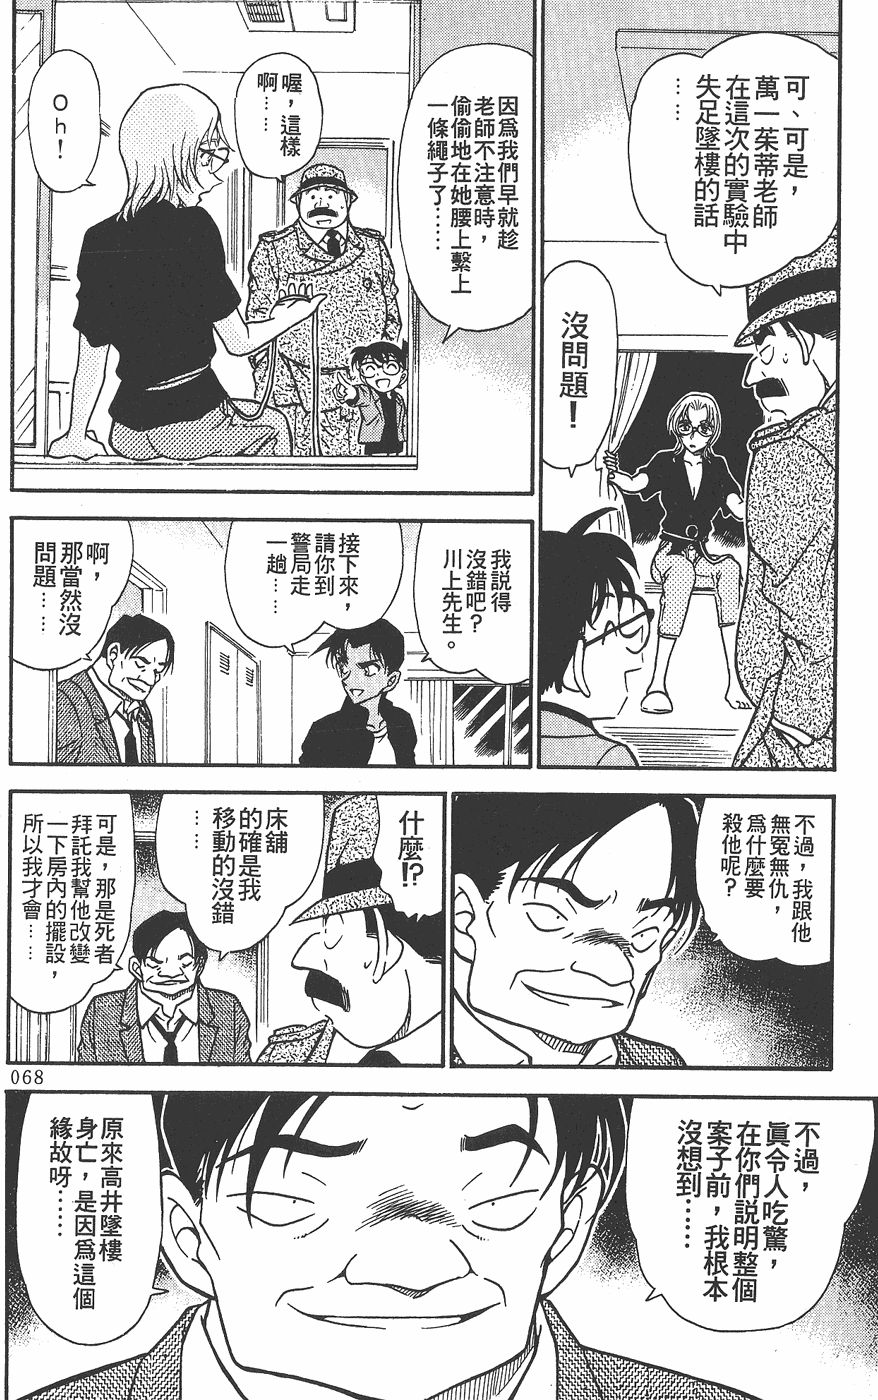 可、可是，
萬一茱蒂老師
在這次的實驗中
失足墜樓的話
……
沒問題！
因爲我們早就趁
老師不注意時，
偷偷地在她腰上繫上
一條繩子了……
喔，這樣
啊……
Oh！
我説得
沒錯吧？
川上先生。
接下來，
請你到
警局走
一趟……
啊，
那當然沒
問題……
不過，我跟他
無冤無仇，
爲什麼要
殺他呢？
什麼!?
床舖
的確是我
移動的沒錯
……
可是，那是死者
拜託我幫他改變
一下房內的擺設，
所以我才會……
068
不過，
眞令人吃驚，
在你們説明整個
案子前，我根本
沒想到……
原來高井墜樓
身亡，是因爲這個
緣故呀……